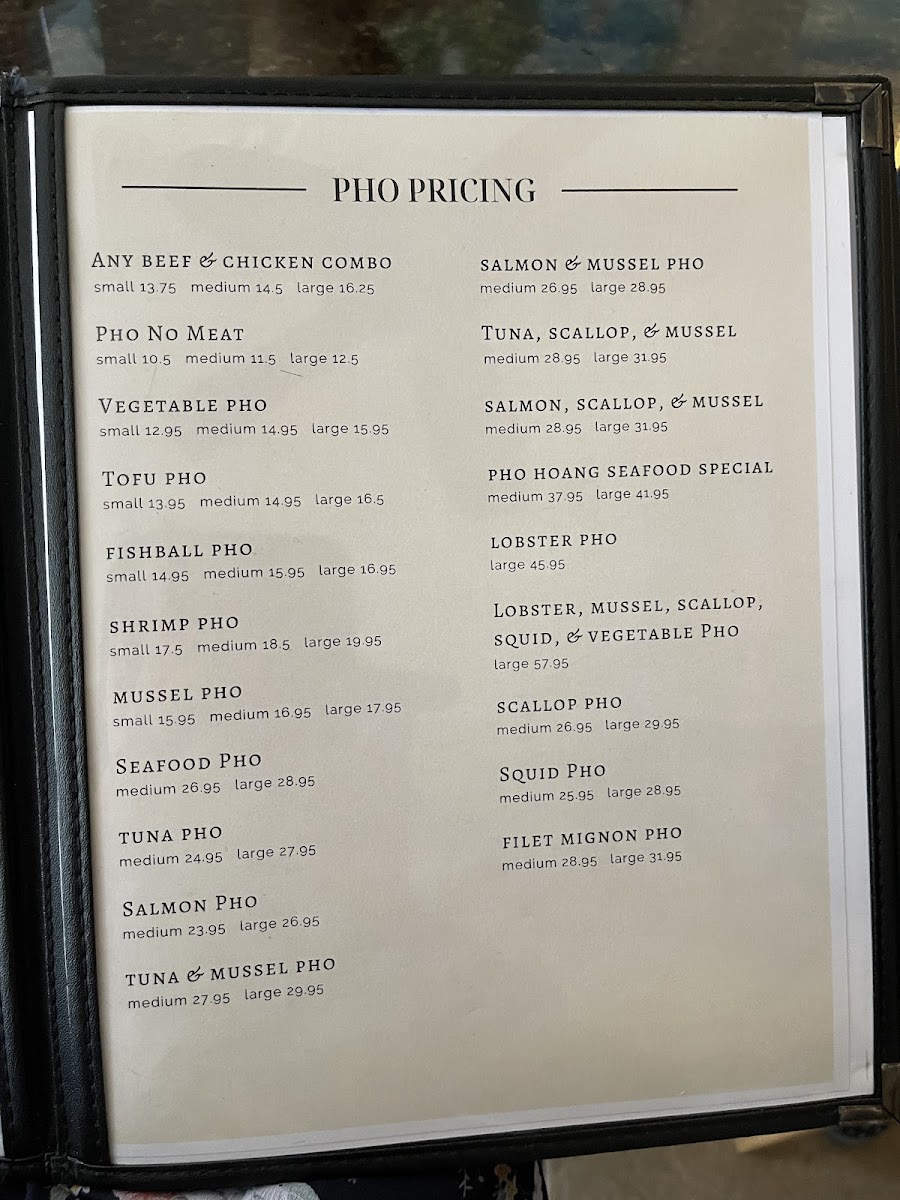 PHO PRICING
ANY BEEF & CHICKEN COMBO
small 13.75 medium 14.5 large 16.25
PHO NO MEAT
small 10.5 medium 11.5 large 12.5
VEGETABLE PHO
small 12.95 medium 14.95 large 15.95
TOFU PHO
small 13.95 medium 14.95 large 16.5
FISHBALL PHO
small 14.95 medium 15.95 large 16.95
SHRIMP PHO
small 17.5 medium 18.5 large 19.95
MUSSEL PHO
small 15.95 medium 16.95 large 17.95
SEAFOOD PHO
medium 26.95 large 28.95
TUNA PHO
medium 24.95 large 27.95
SALMON PHO
medium 23.95 large 26.95
TUNA & MUSSEL PHO
medium 27.95 large 29.95
SALMON & MUSSEL PHO
medium 26.95 large 28.95
TUNA, SCALLOP, & MUSSEL
medium 28.95 large 31.95
SALMON, SCALLOP, & MUSSEL
medium 28.95 large 31.95
PHO HOANG SEAFOOD SPECIAL
medium 37.95 large 41.95
LOBSTER PHO
large 45.95
LOBSTER, MUSSEL, SCALLOP,
SQUID, & VEGETABLE PHO
large 57.95
SCALLOP PHO
medium 26.95 large 29.95
SQUID PHO
medium 25.95 large 28.95
FILET MIGNON PHO
medium 28.95 large 31.95